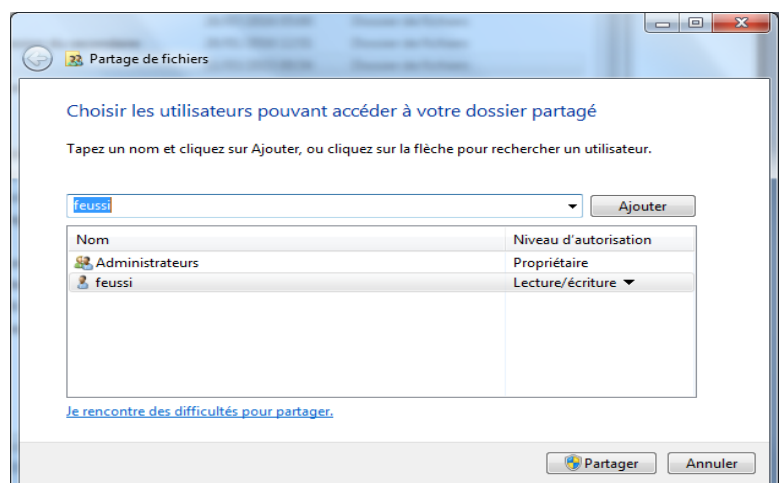 Partage de fichiers
Choisir les utilisateurs pouvant accéder à votre dossier partagé
Tapez un nom et cliquez sur Ajouter, ou cliquez sur la flèche pour rechercher un utilisateur.
feussi Ajouter
Nom Niveau d'autorisation
Administrateurs Propriétaire
feussi Lecture/écriture
Je rencontre des difficultés pour partager.
Partager Annuler